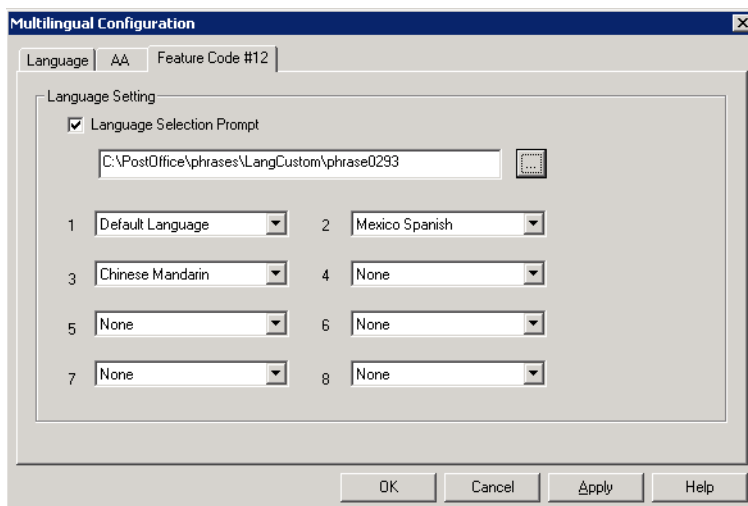 Multilingual Configuration
Language AA Feature Code #12
Language Setting
Language Selection Prompt
C:\PostOffice\phrases\LangCustom\phrase0293 ...
1 Default Language 2 Mexico Spanish
3 Chinese Mandarin 4 None
5 None 6 None
7 None 8 None
OK Cancel Apply Help